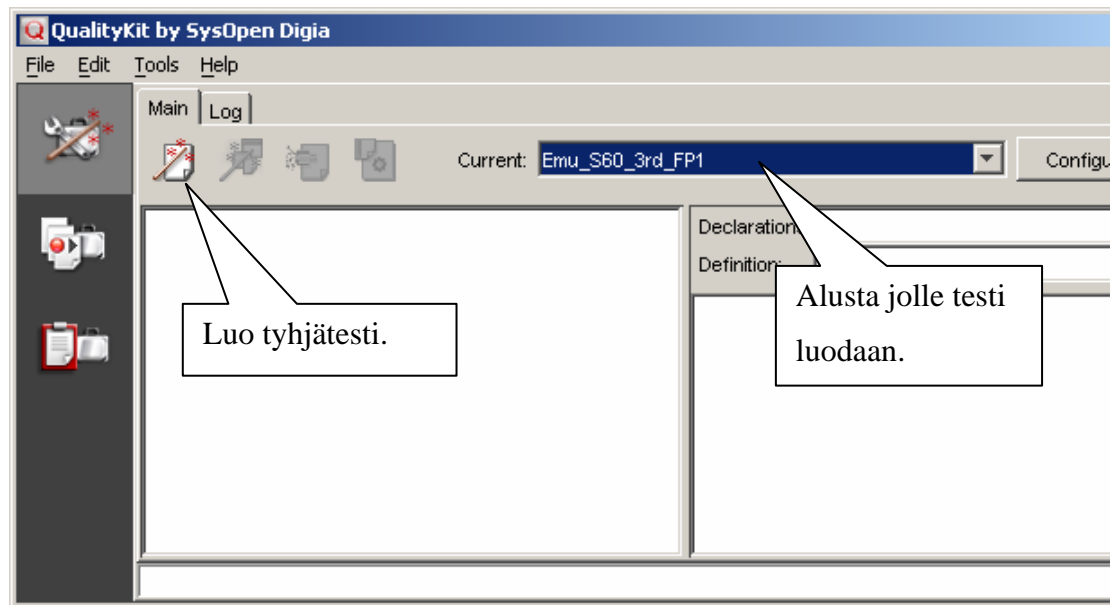 QualityKit by SysOpen Digia
File Edit Tools Help
Main Log
Current: Emu_S60_3rd_FP1 Configu
Declaration:
Definition:
Alusta jolle testi
luodaan.
Luo tyhjätesti.